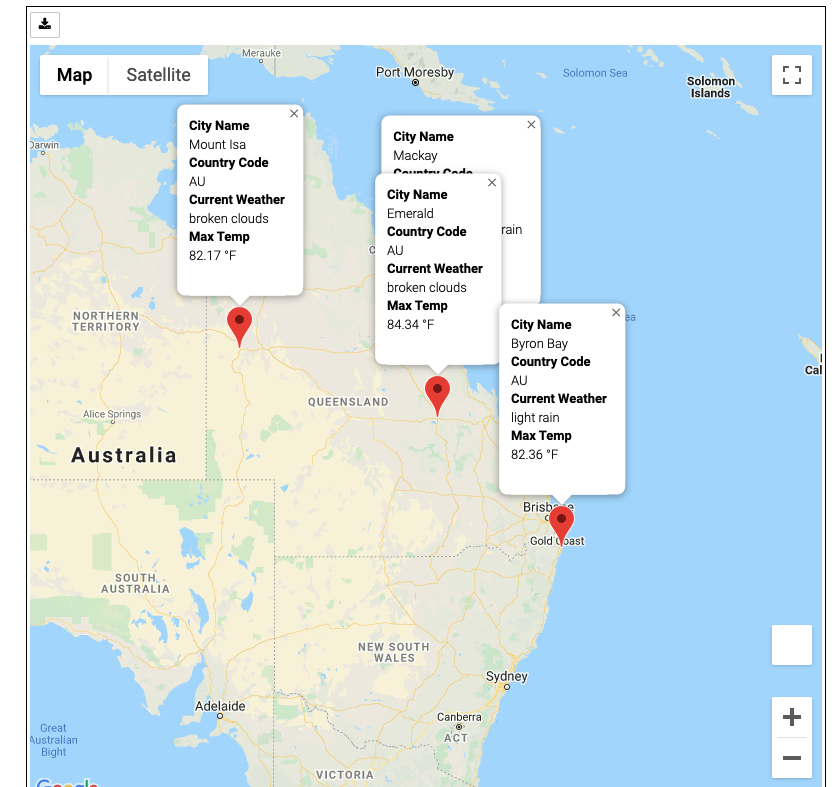 Map
Satellite
Merauke
Port Moresby
Solomon Sea
Solomon
Islands
Darwin
City Name
Mount Isa
Country Code
AU
Current Weather
broken clouds
Max Temp
82.17 °F
City Name
Mackay
Country Code
rain
City Name
Emerald
Country Code
AU
Current Weather
broken clouds
Max Temp
84.34 °F
City Name
Byron Bay
Country Code
AU
Current Weather
light rain
Max Temp
82.36 °F
ea
Cal
NORTHERN
TERRITORY
QUEENSLAND
Alice Springs
Australia
Brisbane
Gold Coast
SOUTH
AUSTRALIA
NEW SOUTH
WALES
Sydney
Adelaide
Canberra
ACT
Great
Australian
Bight
VICTORIA
Google